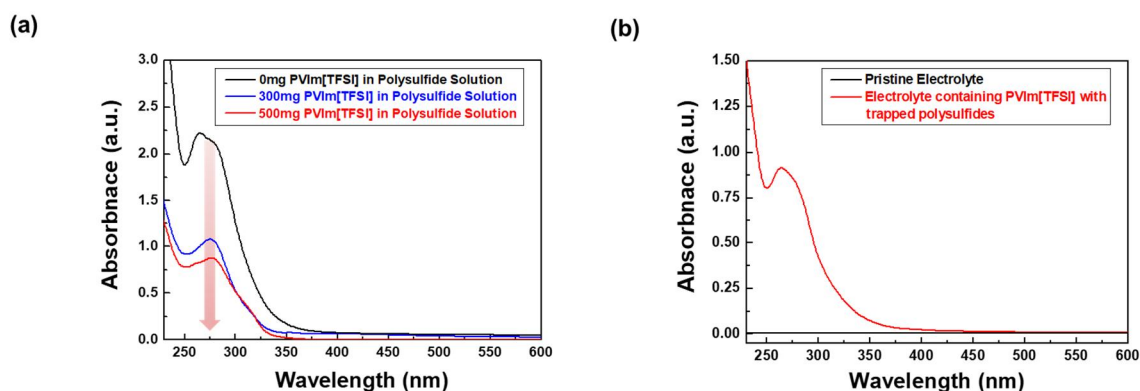 (a)
3.0
2.5
2.0
1.5
1.0
0.5
0.0
Absorbnace (a.u.)
0mg PVIm[TFSI] in Polysulfide Solution
300mg PVIm[TFSI] in Polysulfide Solution
500mg PVIm[TFSI] in Polysulfide Solution
250 300 350 400 450 500 550 600
Wavelength (nm)
(b)
1.50
1.25
1.00
0.75
0.50
0.25
0.00
Absorbnace (a.u.)
Pristine Electrolyte
Electrolyte containing PVIm[TFSI] with
trapped polysulfides
250 300 350 400 450 500 550 600
Wavelength (nm)